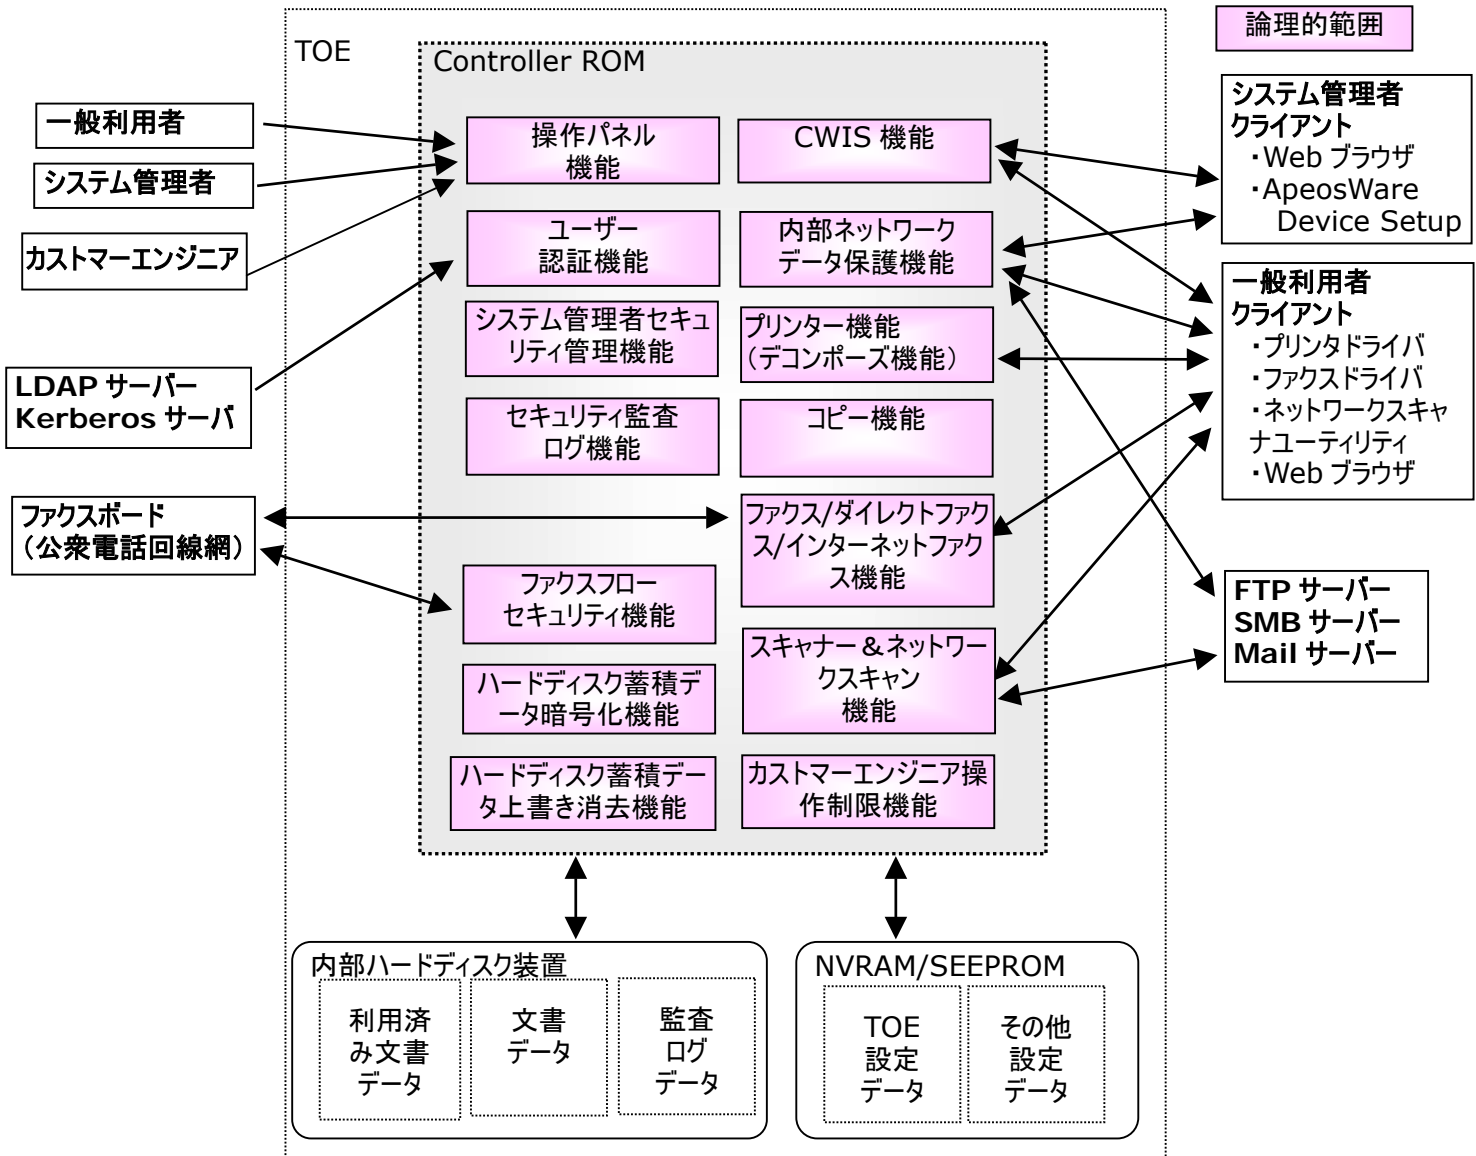 論理的範囲
TOE
Controller ROM
一般利用者
システム管理者
カストマーエンジニア
LDAP サーバー
Kerberos サーバ
ファクスボード
（公衆電話回線網）
操作パネル
機能
ユーザー
認証機能
システム管理者セキュ
リティ管理機能
セキュリティ監査
ログ機能
ファクスフロー
セキュリティ機能
ハードディスク蓄積デ
ータ暗号化機能
ハードディスク蓄積デー
タ上書き消去機能
CWIS 機能
内部ネットワーク
データ保護機能
プリンター機能
（デコンポーズ機能）
コピー機能
ファクス/ダイレクトファク
ス/インターネットファク
ス機能
スキャナー＆ネットワー
クスキャン
機能
カストマーエンジニア操
作制限機能
システム管理者
クライアント
・Web ブラウザ
・ApeosWare
Device Setup
一般利用者
クライアント
・プリンタドライバ
・ファクスドライバ
・ネットワークスキャ
ナユーティリティ
・Web ブラウザ
FTP サーバー
SMB サーバー
Mail サーバー
内部ハードディスク装置
利用済
み文書
データ
文書
データ
監査
ログ
データ
NVRAM/SEEPROM
TOE
設定
データ
その他
設定
データ